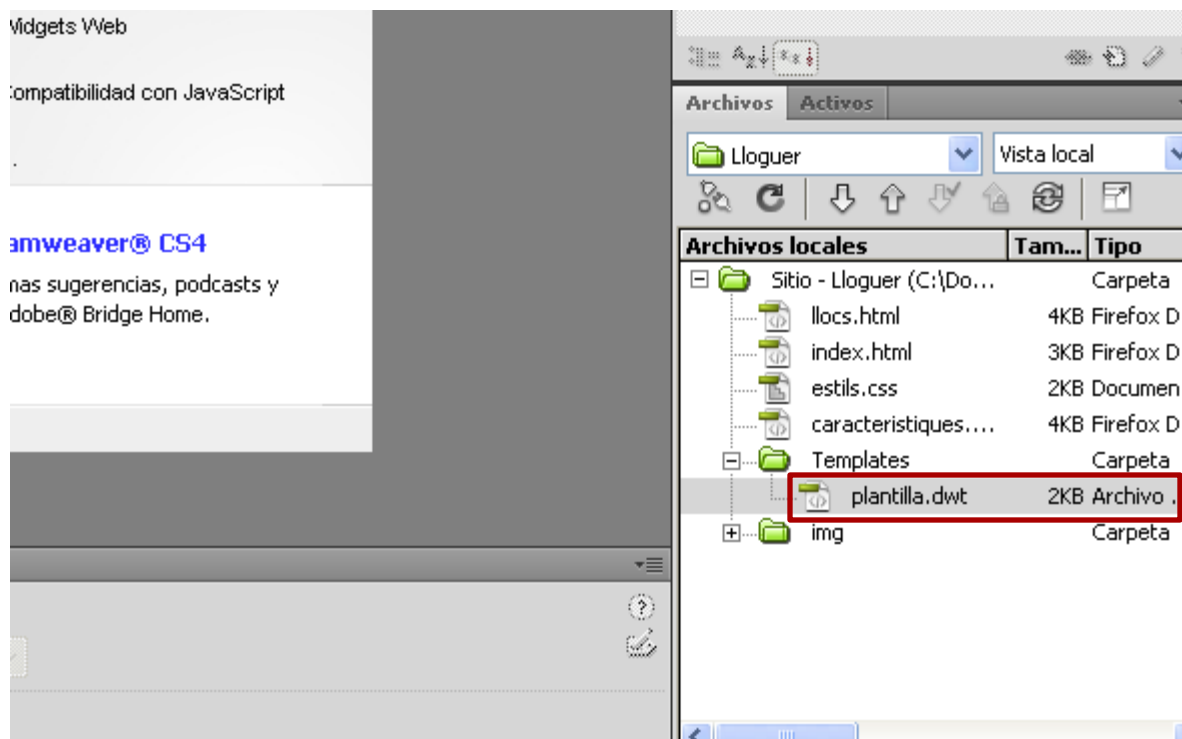 Widgets Web
Compatibilidad con JavaScript
.
amweaver® CS4
mas sugerencias, podcasts y
dobe® Bridge Home.
Archivos Activos
Lloguer Vista local
Archivos locales Tam... Tipo
Sitio - Lloguer (C:\Do... Carpeta
llocs.html 4KB Firefox D
index.html 3KB Firefox D
estils.css 2KB Documen
caracteristiques.... 4KB Firefox D
Templates Carpeta
plantilla.dwt 2KB Archivo .
img Carpeta